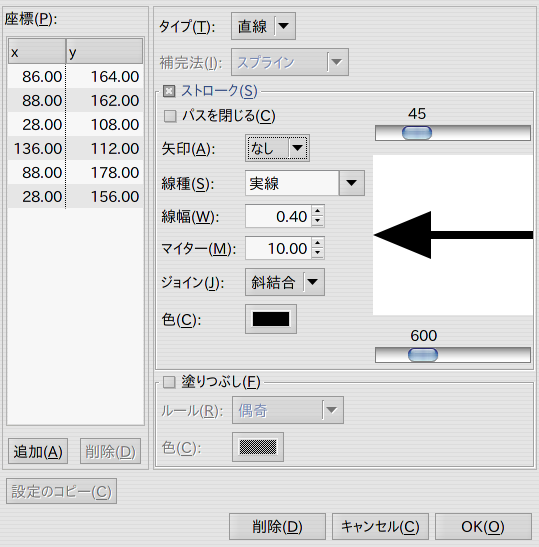 座標(P):
x y
86.00 164.00
88.00 162.00
28.00 108.00
136.00 112.00
88.00 178.00
28.00 156.00
追加(A) 削除(D)
設定のコピー(C)
タイプ(T): 直線
補完法(I): スプライン
ストローク(S)
パスを閉じる(C)
矢印(A): なし
線種(S): 実線
線幅(W): 0.40
マイター(M): 10.00
ジョイン(J): 斜結合
色(C):
45
600
塗りつぶし(F)
ルール(R): 偶奇
色(C):
削除(D) キャンセル(C) OK(O)